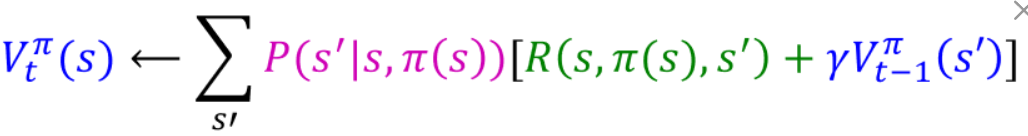 V_t^π(s) ← ∑_{s′} P(s′|s, π(s))[R(s, π(s), s′) + γV_{t−1}^π(s′)]